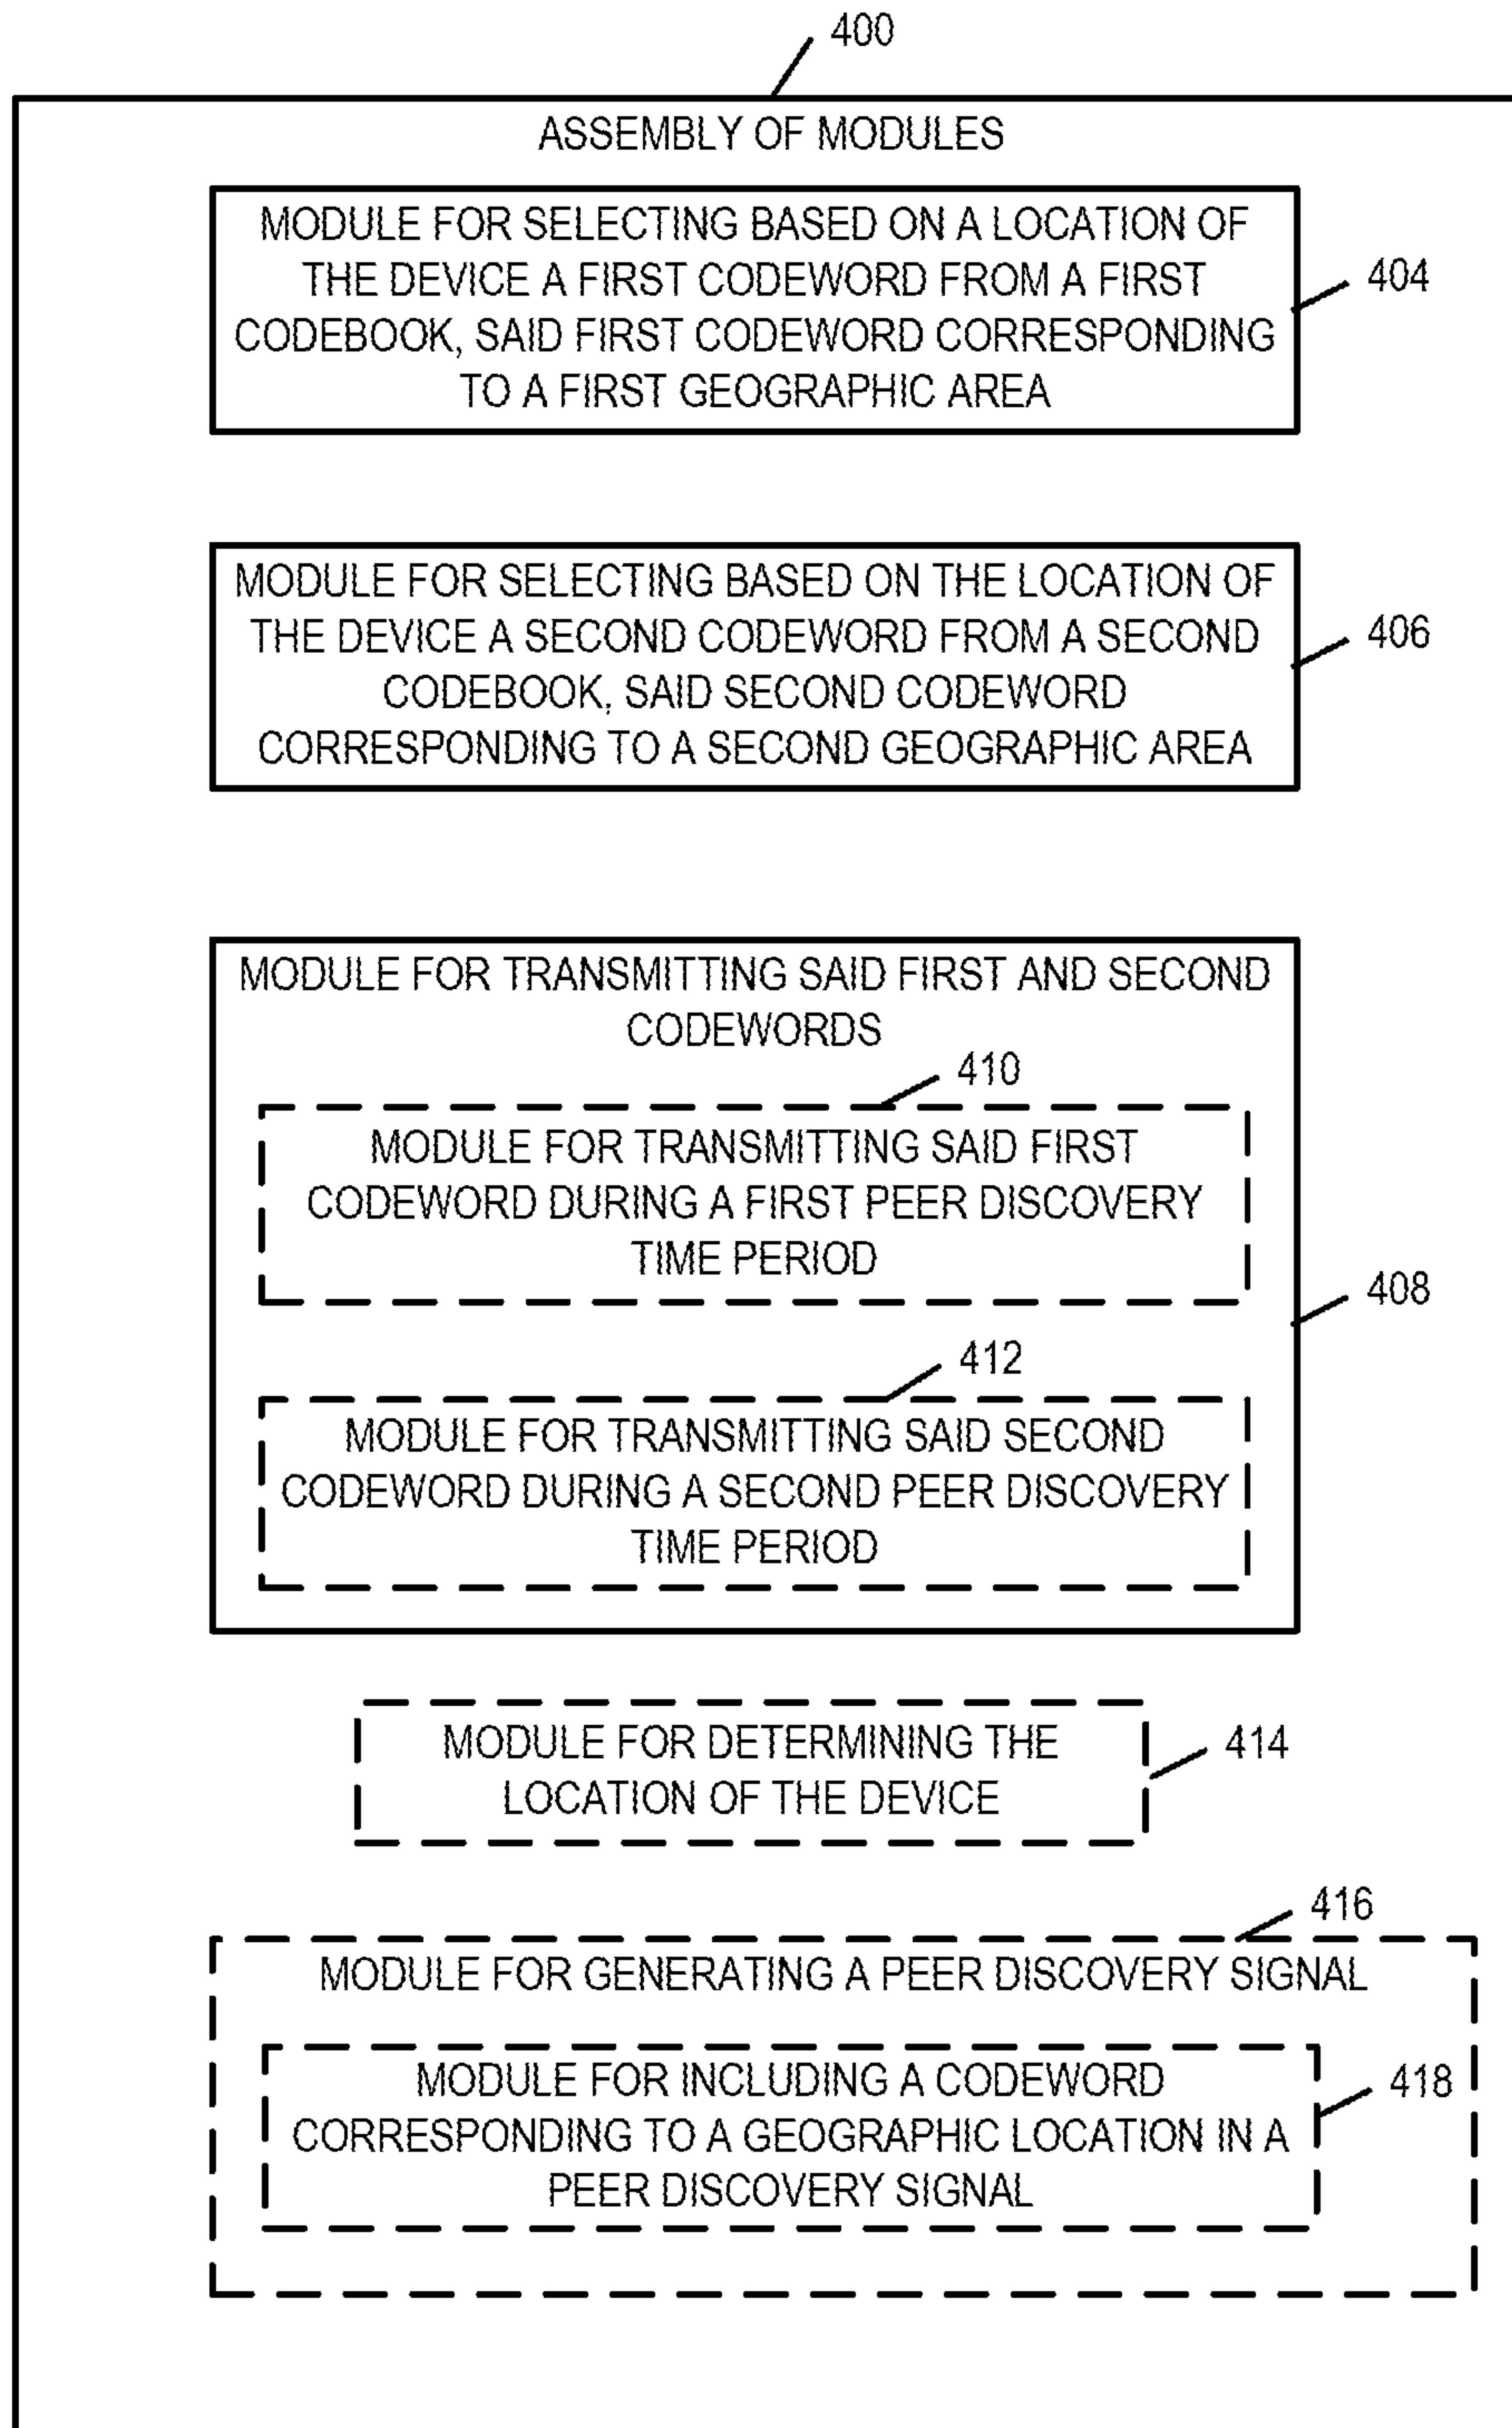 400
ASSEMBLY OF MODULES
MODULE FOR SELECTING BASED ON A LOCATION OF
THE DEVICE A FIRST CODEWORD FROM A FIRST
CODEBOOK, SAID FIRST CODEWORD CORRESPONDING
TO A FIRST GEOGRAPHIC AREA
404
MODULE FOR SELECTING BASED ON THE LOCATION OF
THE DEVICE A SECOND CODEWORD FROM A SECOND
CODEBOOK, SAID SECOND CODEWORD
CORRESPONDING TO A SECOND GEOGRAPHIC AREA
406
MODULE FOR TRANSMITTING SAID FIRST AND SECOND
CODEWORDS
410
MODULE FOR TRANSMITTING SAID FIRST
CODEWORD DURING A FIRST PEER DISCOVERY
TIME PERIOD
408
412
MODULE FOR TRANSMITTING SAID SECOND
CODEWORD DURING A SECOND PEER DISCOVERY
TIME PERIOD
MODULE FOR DETERMINING THE
LOCATION OF THE DEVICE
414
416
MODULE FOR GENERATING A PEER DISCOVERY SIGNAL
MODULE FOR INCLUDING A CODEWORD
CORRESPONDING TO A GEOGRAPHIC LOCATION IN A
PEER DISCOVERY SIGNAL
418